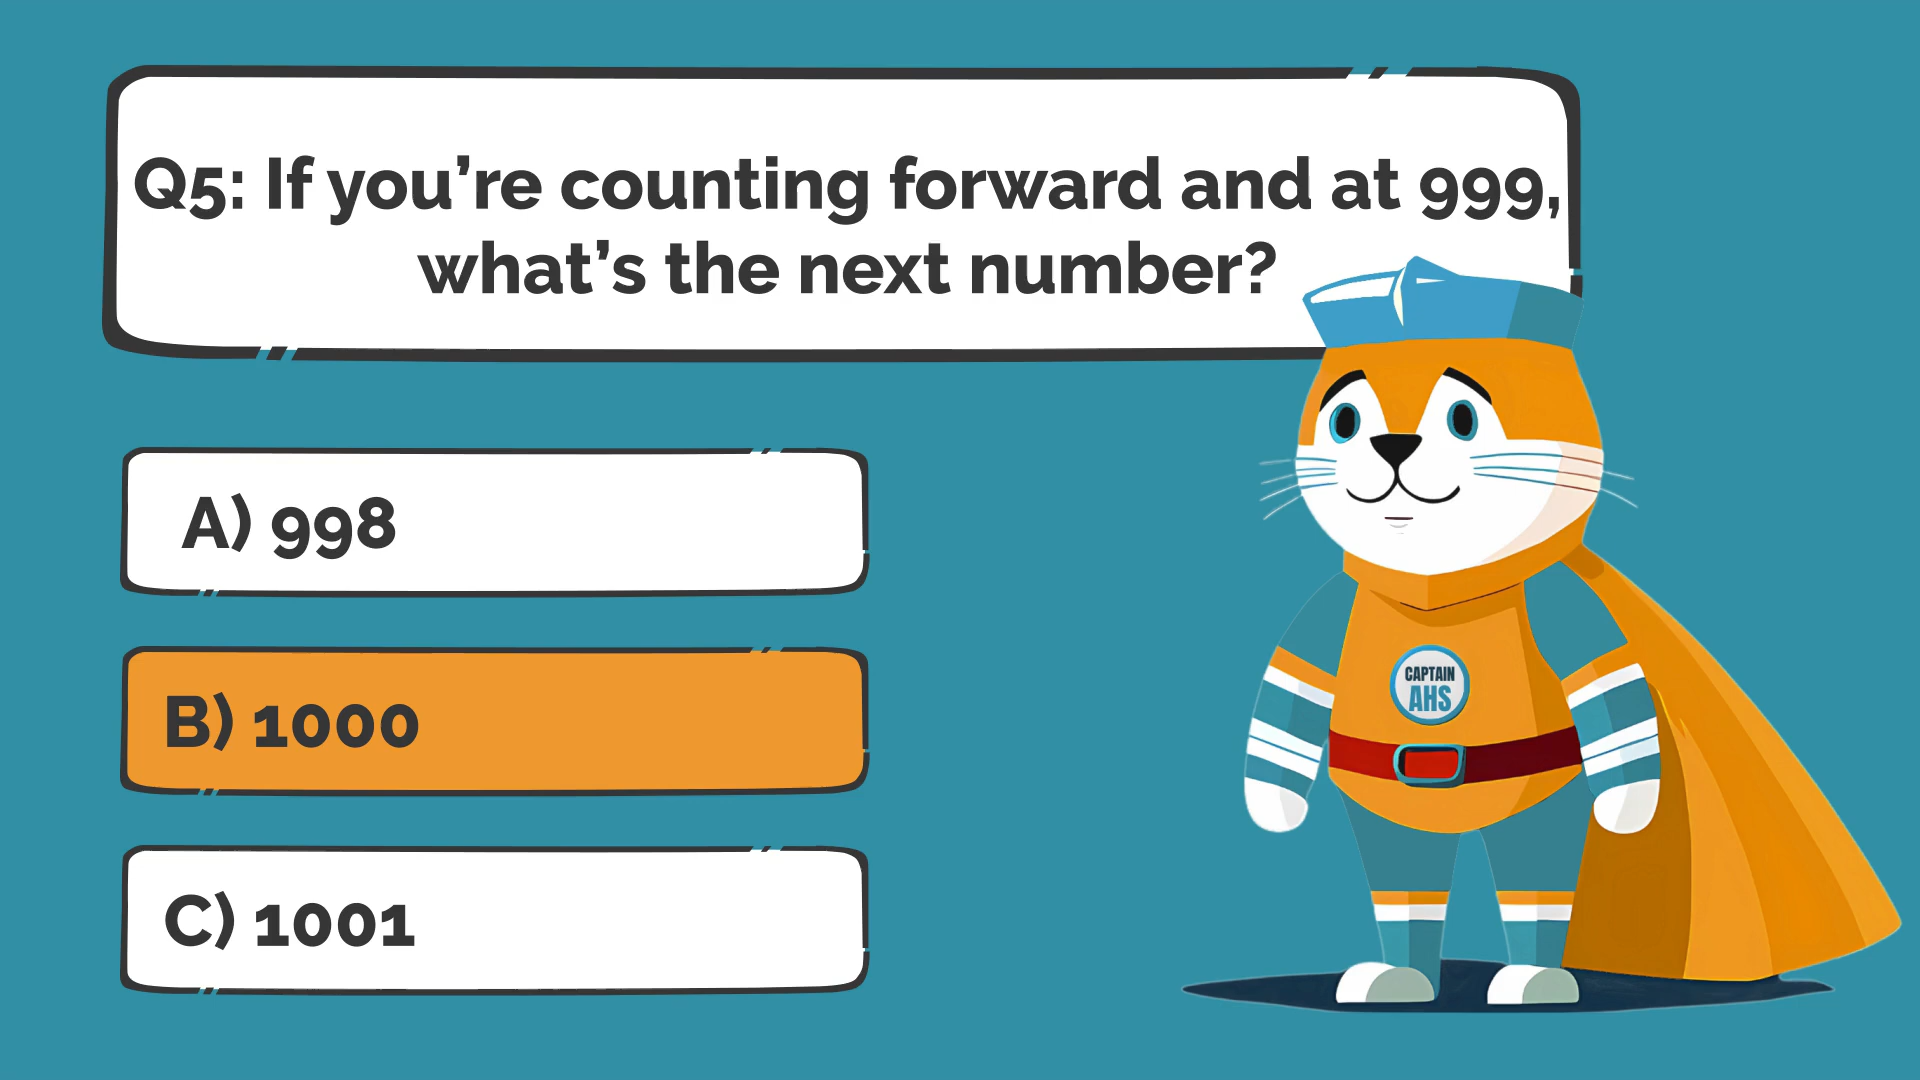 Q5: If you’re counting forward and at 999,
what’s the next number?
A) 998
B) 1000
C) 1001
CAPTAIN
AHS